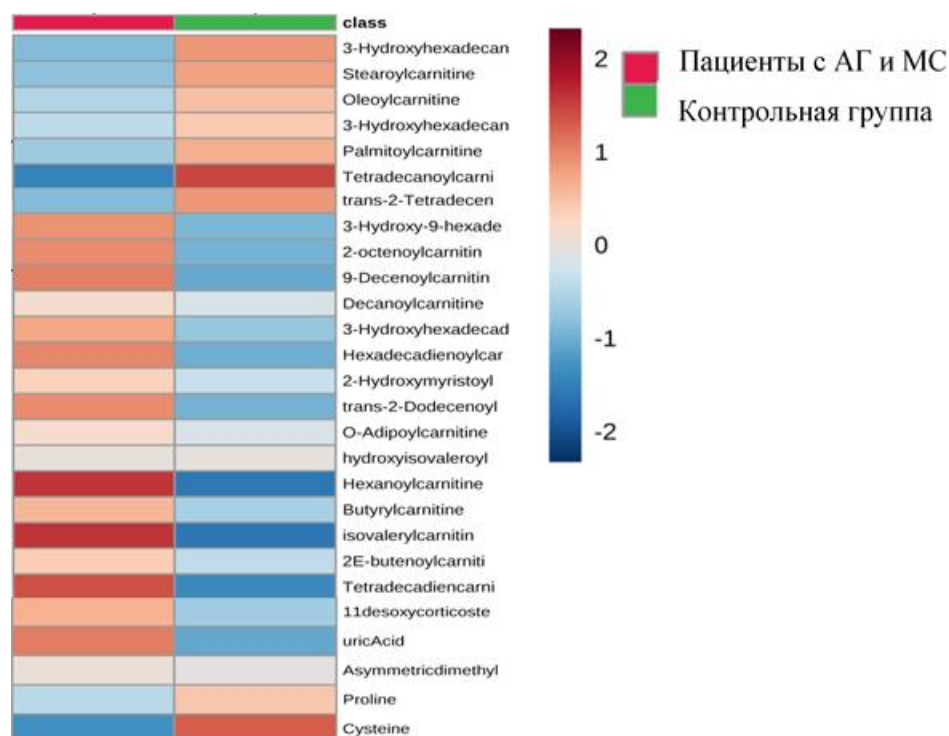 class
3-Hydroxyhexadecan
Stearoylcarnitine
Oleoylcarnitine
3-Hydroxyhexadecan
Palmitoylcarnitine
Tetradecanoylcarni
trans-2-Tetradecen
3-Hydroxy-9-hexade
2-octenoylcarnitin
9-Decenoylcarnitin
Decanoylcarnitine
3-Hydroxyhexadecad
Hexadecadienoylcar
2-Hydroxymyristoyl
trans-2-Dodecenoyl
O-Adipoylcarnitine
hydroxyisovaleroyl
Hexanoylcarnitine
Butyrylcarnitine
isovalerylcarnitin
2E-butenoylcarniti
Tetradecadiencarni
11desoxycorticoste
uricAcid
Asymmetricdimethyl
Proline
Cysteine
2
1
0
-1
-2
Пациенты с АГ и МС
Контрольная группа